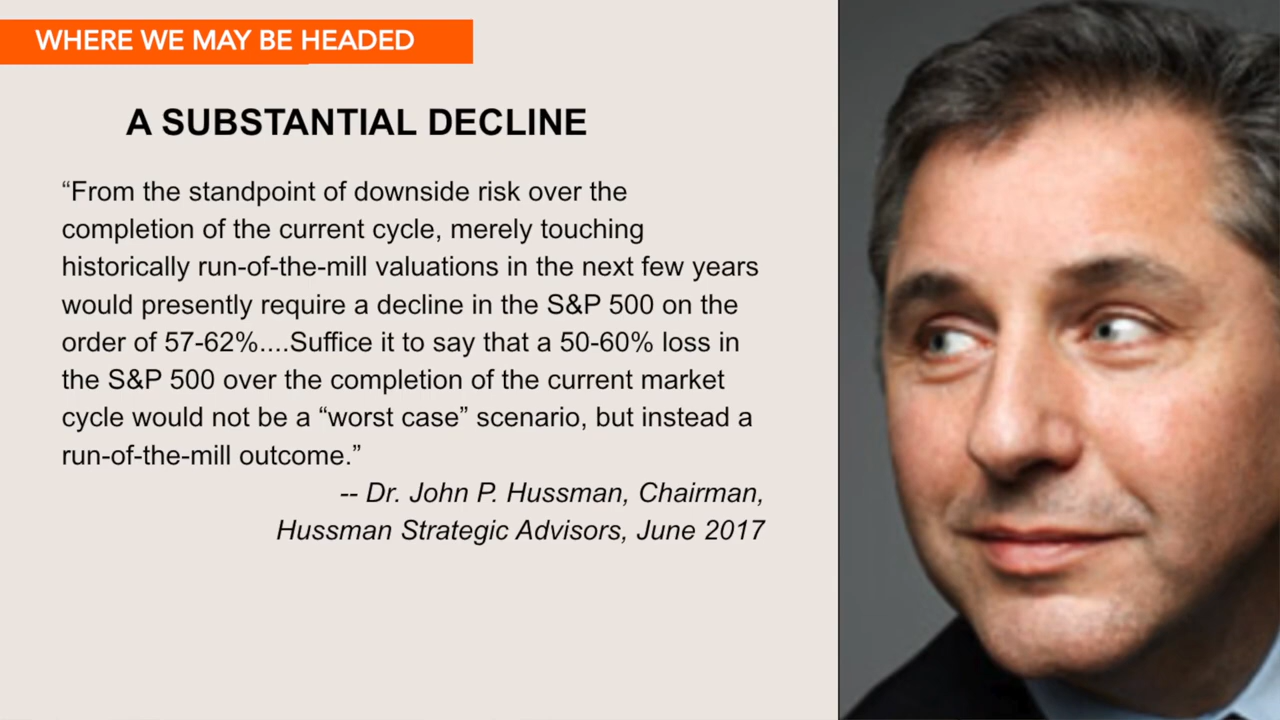 WHERE WE MAY BE HEADED
A SUBSTANTIAL DECLINE
“From the standpoint of downside risk over the
completion of the current cycle, merely touching
historically run-of-the-mill valuations in the next few years
would presently require a decline in the S&P 500 on the
order of 57-62%....Suffice it to say that a 50-60% loss in
the S&P 500 over the completion of the current market
cycle would not be a “worst case” scenario, but instead a
run-of-the-mill outcome.”
-- Dr. John P. Hussman, Chairman,
Hussman Strategic Advisors, June 2017